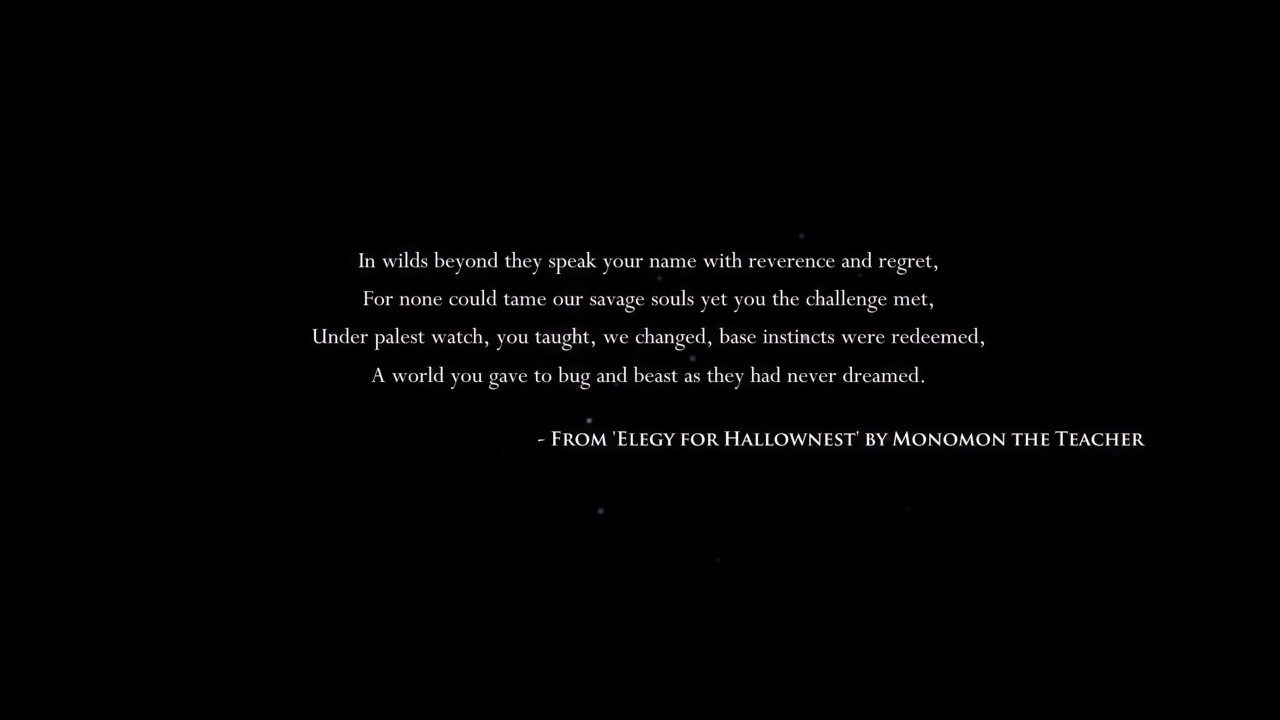 In wilds beyond they speak your name with reverence and regret,
For none could tame our savage souls yet you the challenge met,
Under palest watch, you taught, we changed, base instincts were redeemed,
A world you gave to bug and beast as they had never dreamed.
- From 'Elegy for Hallownest' by Monomon the Teacher